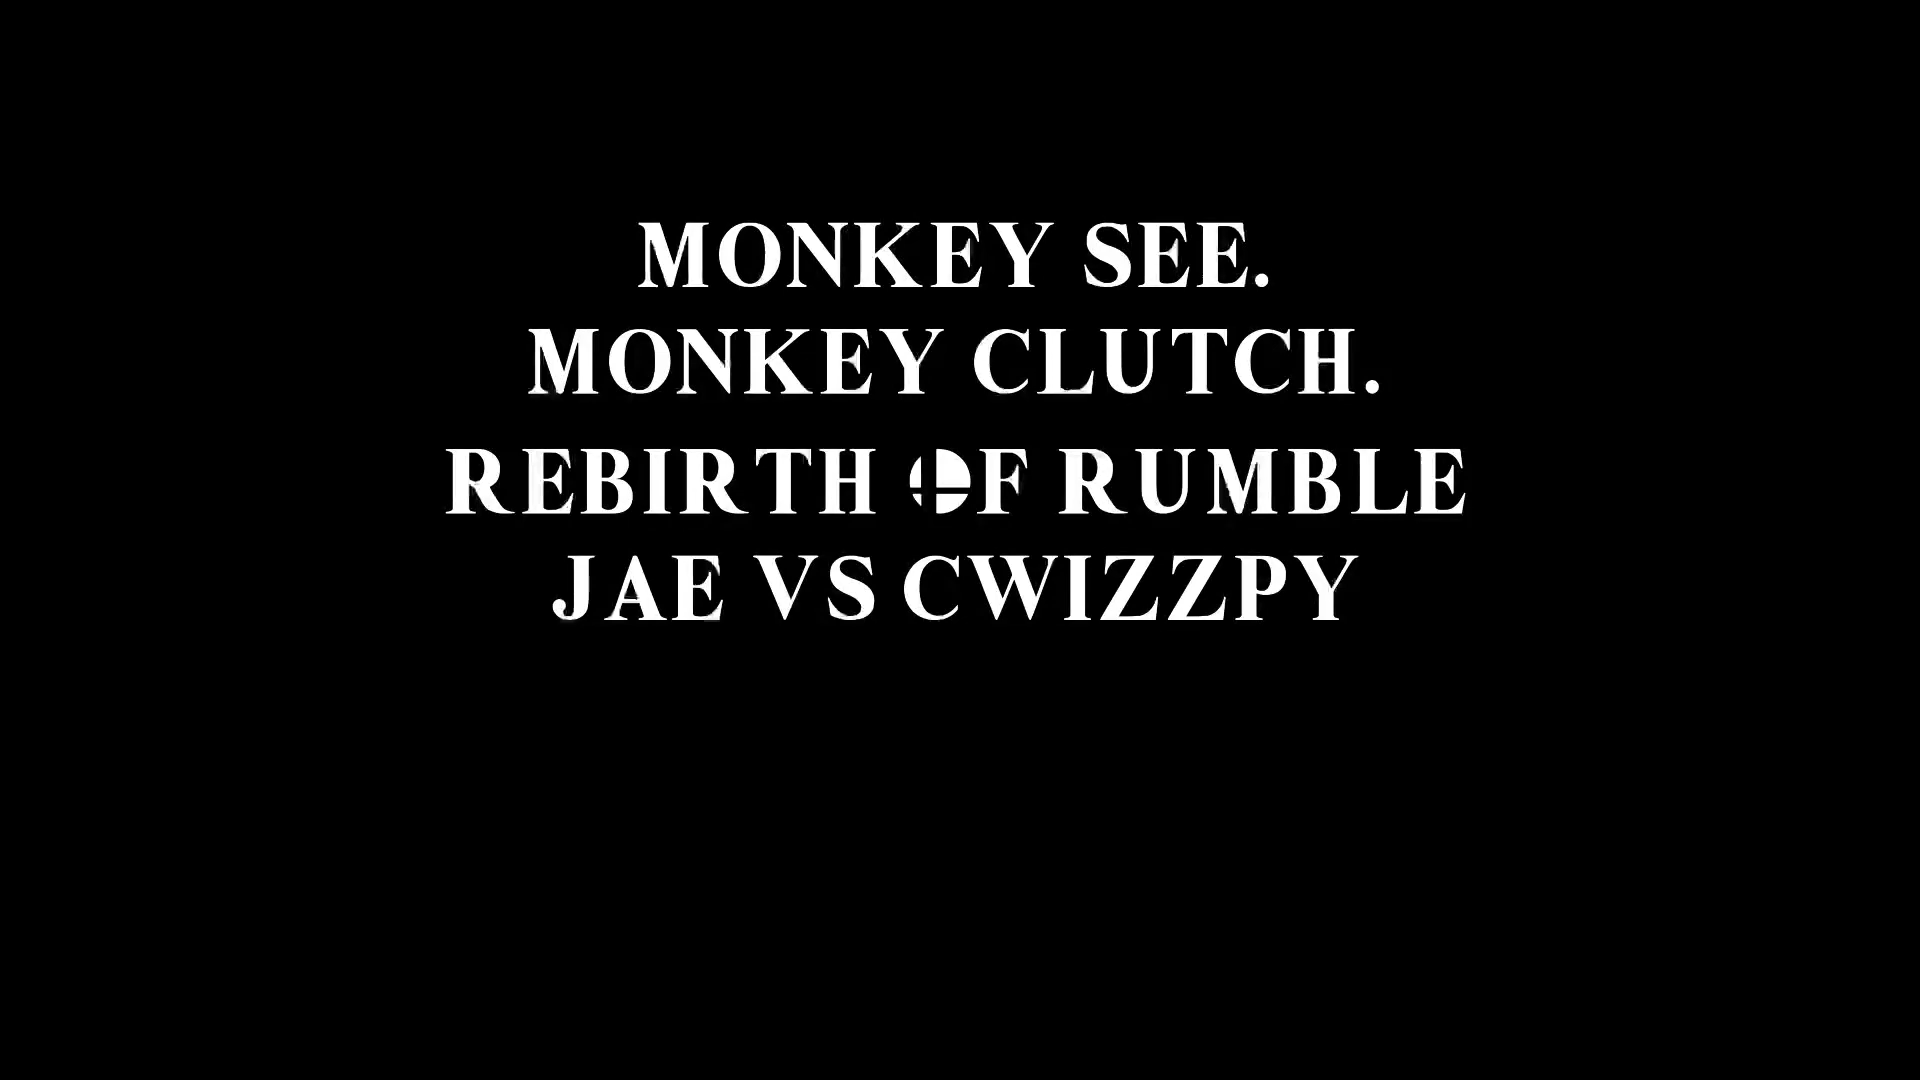 MONKEY SEE.
MONKEY CLUTCH.
REBIRTH OF RUMBLE
JAE VS CWIZZPY